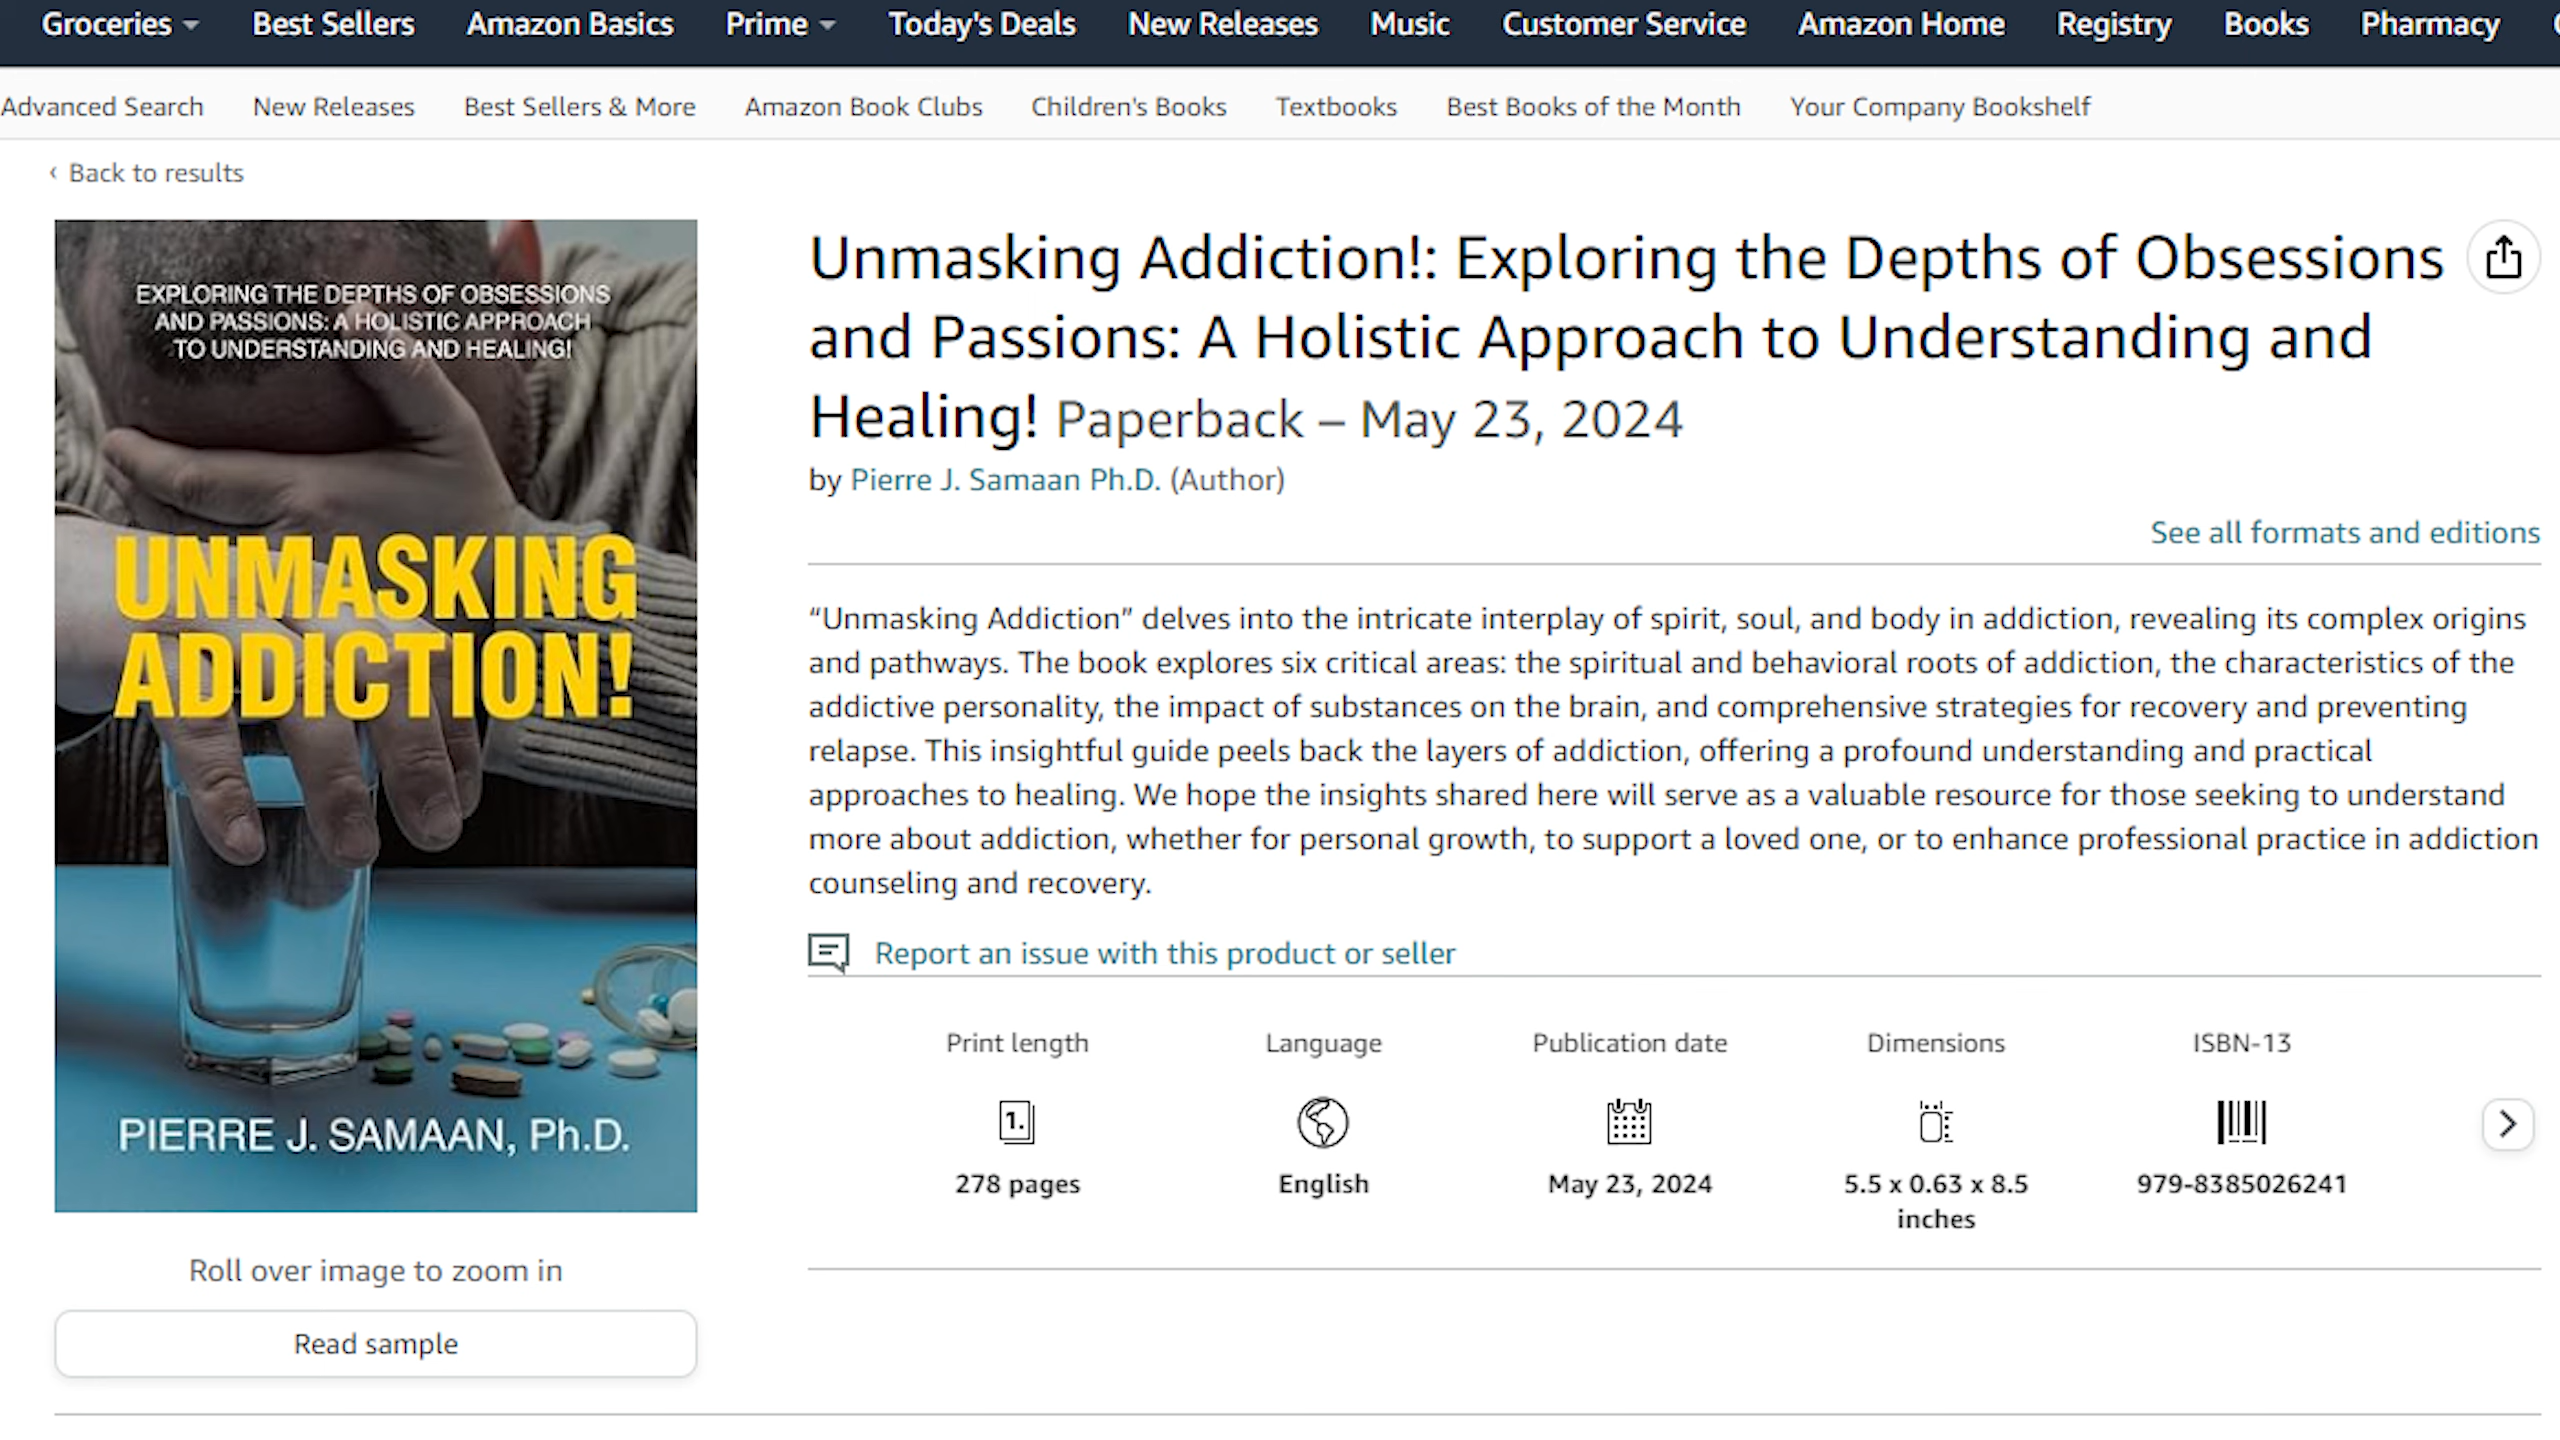 Groceries Best Sellers Amazon Basics Prime Today's Deals New Releases Music Customer Service Amazon Home Registry Books Pharmacy
Advanced Search New Releases Best Sellers & More Amazon Book Clubs Children's Books Textbooks Best Books of the Month Your Company Bookshelf
‹ Back to results
EXPLORING THE DEPTHS OF OBSESSIONS
AND PASSIONS: A HOLISTIC APPROACH
TO UNDERSTANDING AND HEALING!
UNMASKING
ADDICTION!
PIERRE J. SAMAAN, Ph.D.
Roll over image to zoom in
Read sample
Unmasking Addiction!: Exploring the Depths of Obsessions
and Passions: A Holistic Approach to Understanding and
Healing! Paperback – May 23, 2024
by Pierre J. Samaan Ph.D. (Author)
See all formats and editions
“Unmasking Addiction” delves into the intricate interplay of spirit, soul, and body in addiction, revealing its complex origins
and pathways. The book explores six critical areas: the spiritual and behavioral roots of addiction, the characteristics of the
addictive personality, the impact of substances on the brain, and comprehensive strategies for recovery and preventing
relapse. This insightful guide peels back the layers of addiction, offering a profound understanding and practical
approaches to healing. We hope the insights shared here will serve as a valuable resource for those seeking to understand
more about addiction, whether for personal growth, to support a loved one, or to enhance professional practice in addiction
counseling and recovery.
Report an issue with this product or seller
Print length Language Publication date Dimensions ISBN-13
1.
278 pages English May 23, 2024 5.5 x 0.63 x 8.5 979-8385026241
inches